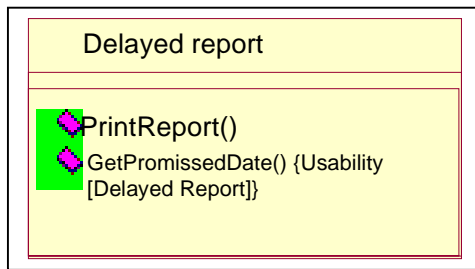 Delayed report
PrintReport()
GetPromissedDate() {Usability
[Delayed Report]}